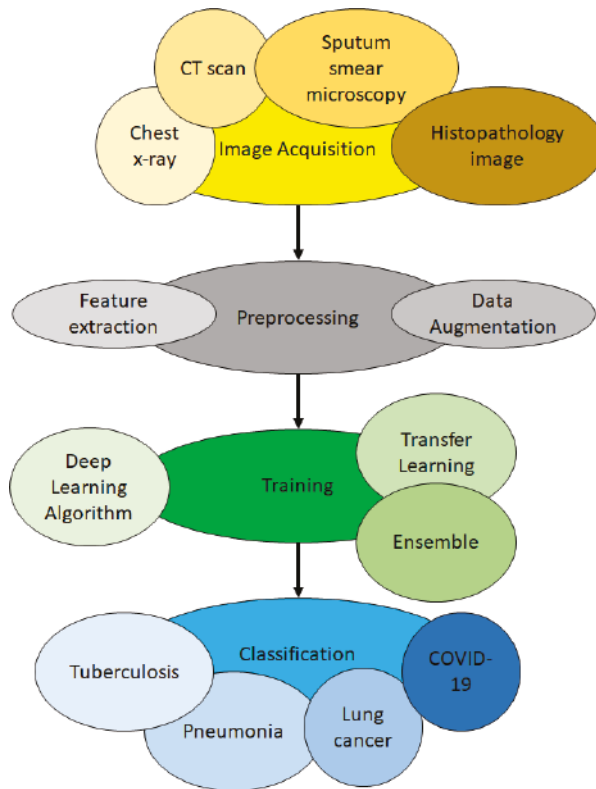 CT scan
Sputum
smear
microscopy
Chest
x-ray
Image Acquisition
Histopathology
image
Feature
extraction
Preprocessing
Data
Augmentation
Deep
Learning
Algorithm
Training
Transfer
Learning
Ensemble
Tuberculosis
Classification
COVID-
19
Pneumonia
Lung
cancer